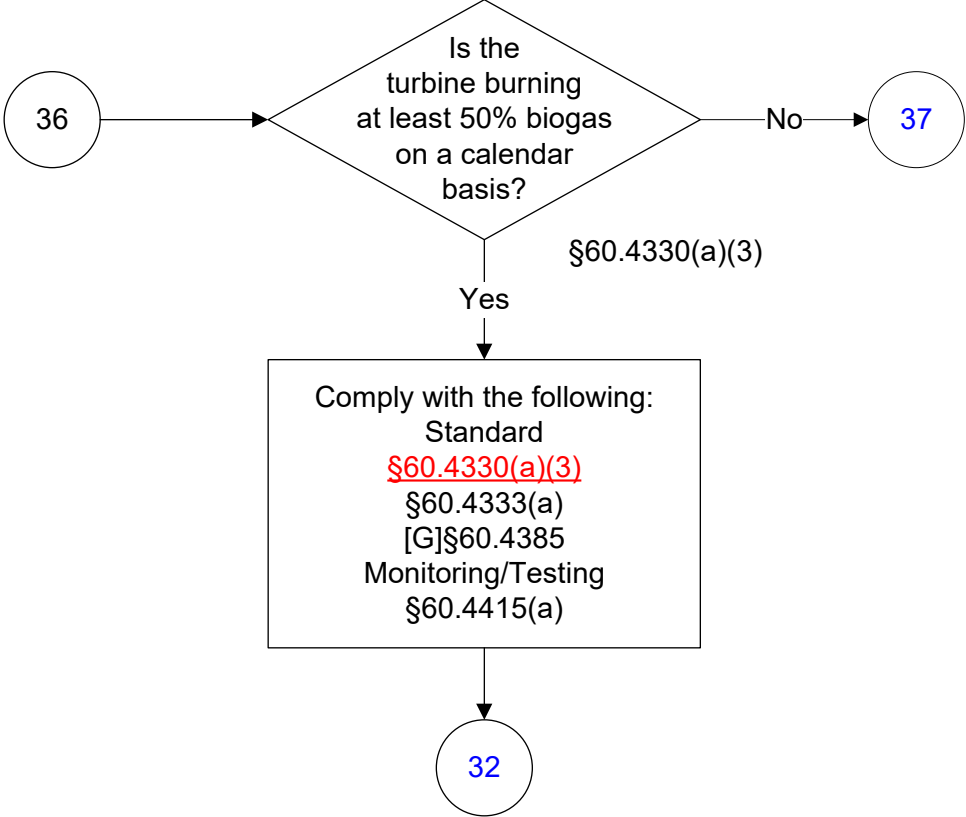 Is the
turbine burning
at least 50% biogas
on a calendar
basis?
36
No
37
§60.4330(a)(3)
Yes
Comply with the following:
Standard
§60.4330(a)(3)
§60.4333(a)
[G]§60.4385
Monitoring/Testing
§60.4415(a)
32